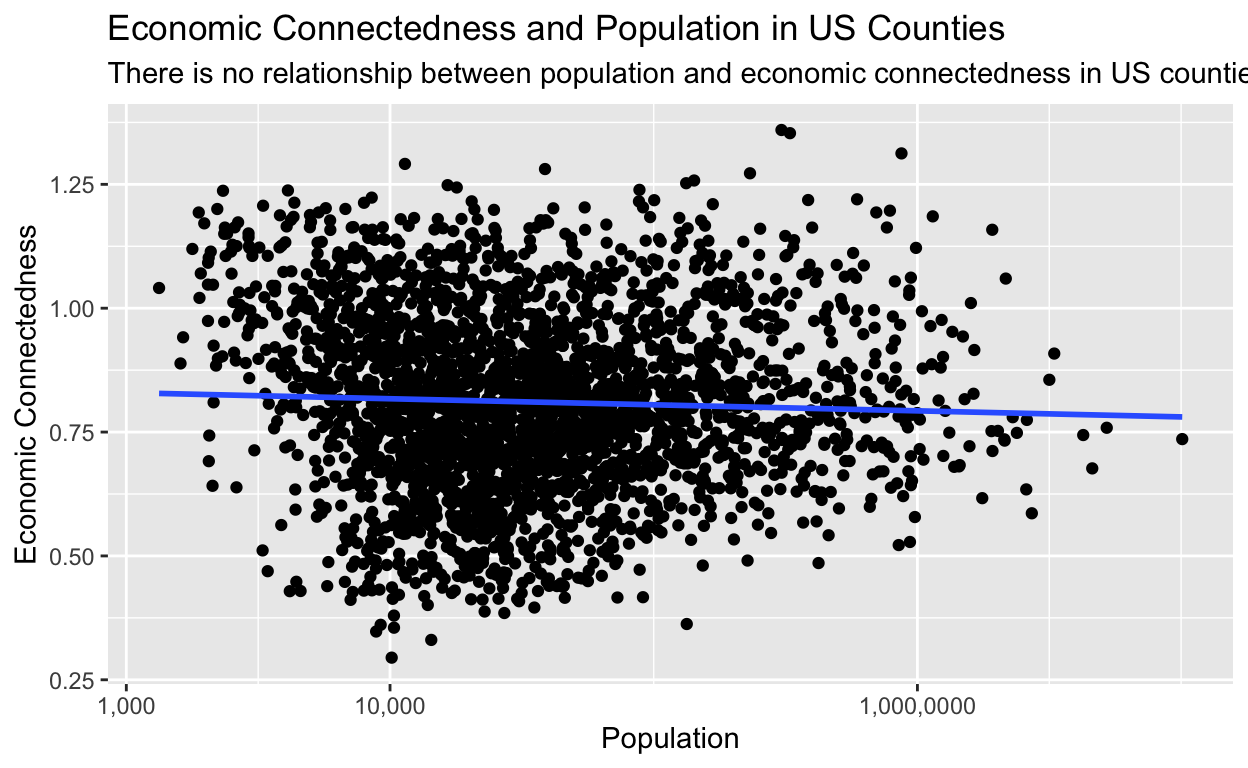 Economic Connectedness and Population in US Counties
There is no relationship between population and economic connectedness in US countie
Economic Connectedness
1.25
1.00
0.75
0.50
0.25
1,000
10,000
1,000,0000
Population